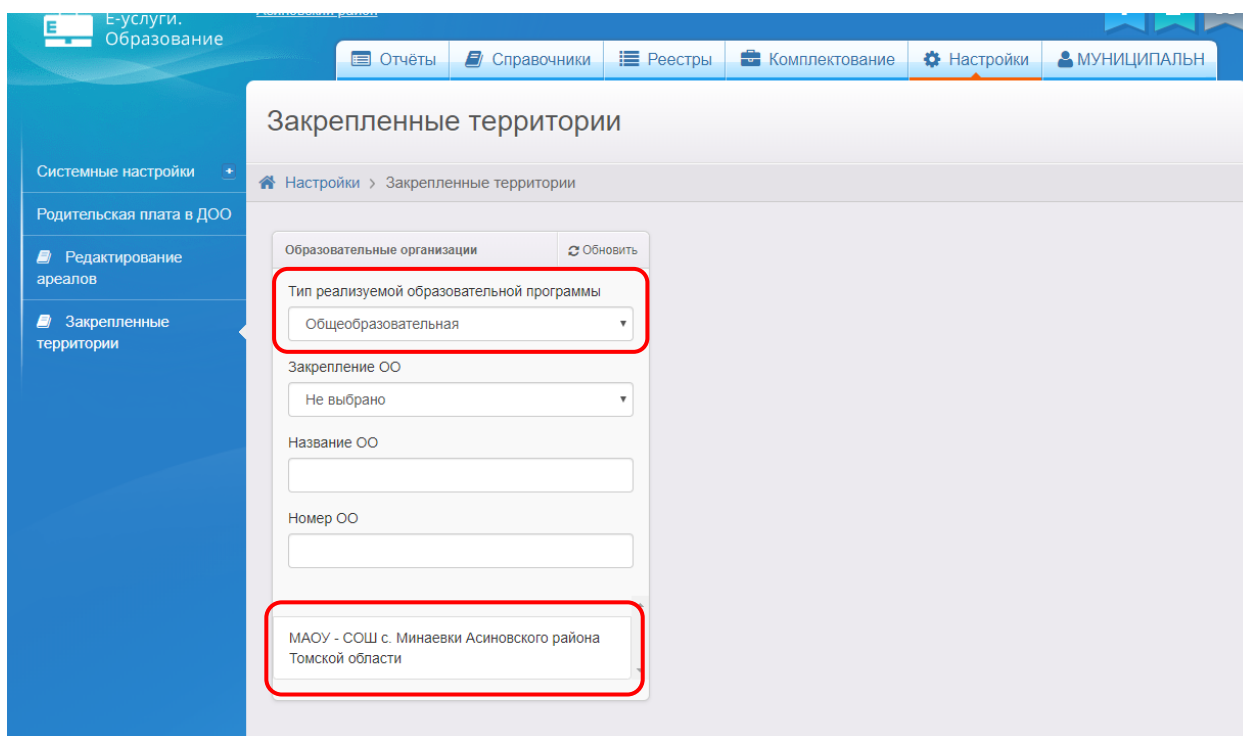 Е-услуги.
Образование
Асиновский район
Отчёты
Справочники
Реестры
Комплектование
Настройки
МУНИЦИПАЛЬН
Закрепленные территории
Системные настройки
Родительская плата в ДОО
Редактирование
ареалов
Закрепленные
территории
Настройки > Закрепленные территории
Образовательные организации
Обновить
Тип реализуемой образовательной программы
Общеобразовательная
Закрепление ОО
Не выбрано
Название ОО
Номер ОО
МАОУ - СОШ с. Минаевки Асиновского района
Томской области